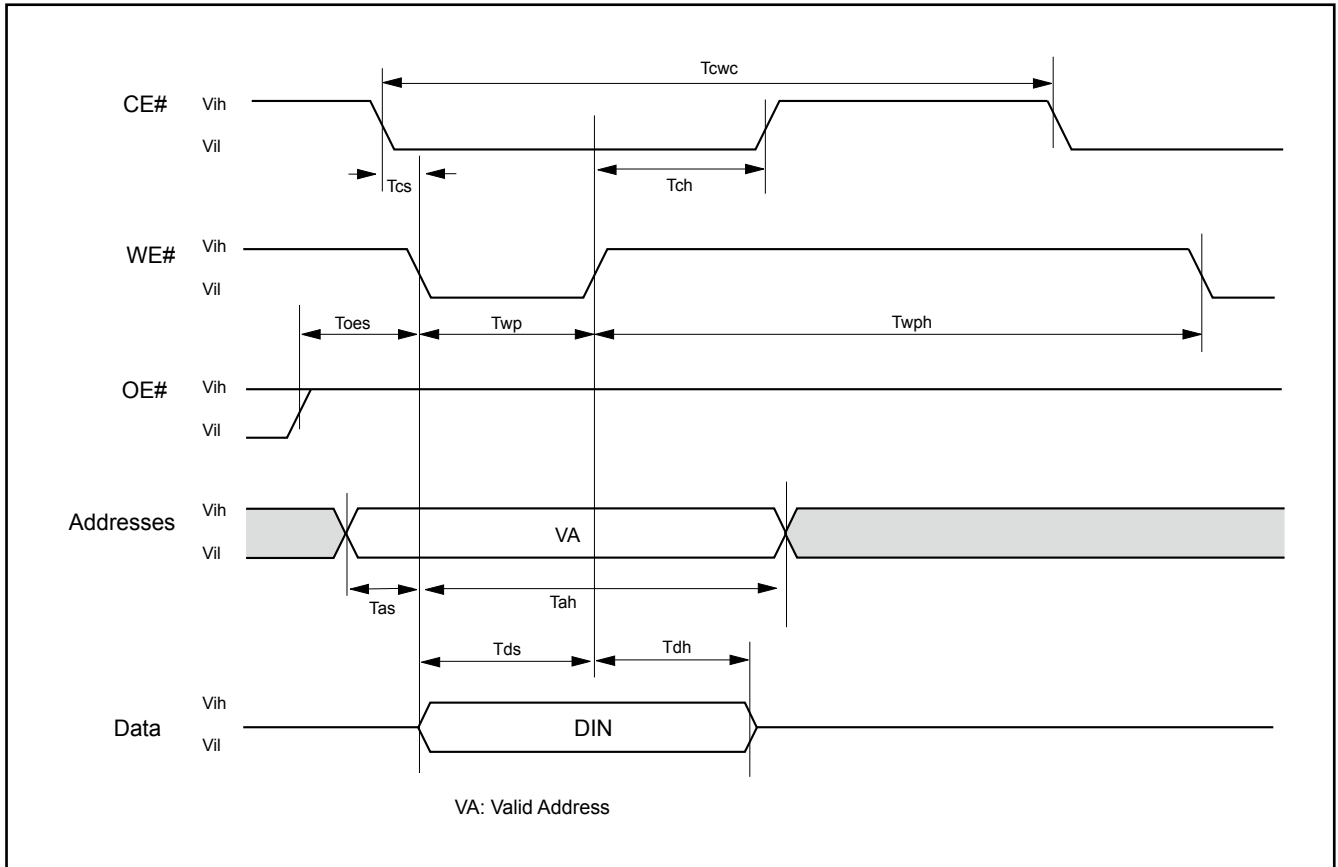 Tcwc
CE# Vih
Vil
Tcs
Tch
WE# Vih
Vil
Toes Twp Twph
OE# Vih
Vil
Addresses Vih
Vil
VA
Tas Tah
Tds Tdh
Data Vih
Vil
DIN
VA: Valid Address